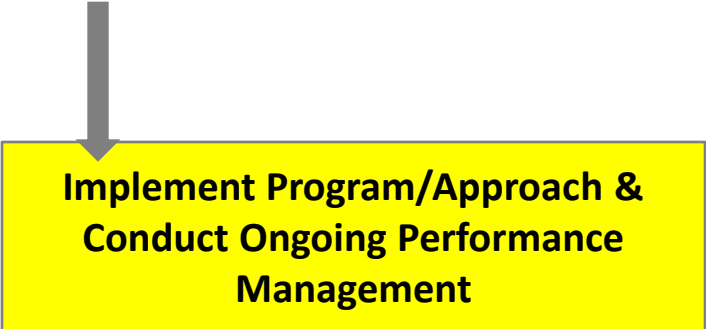 Implement Program/Approach &
Conduct Ongoing Performance
Management